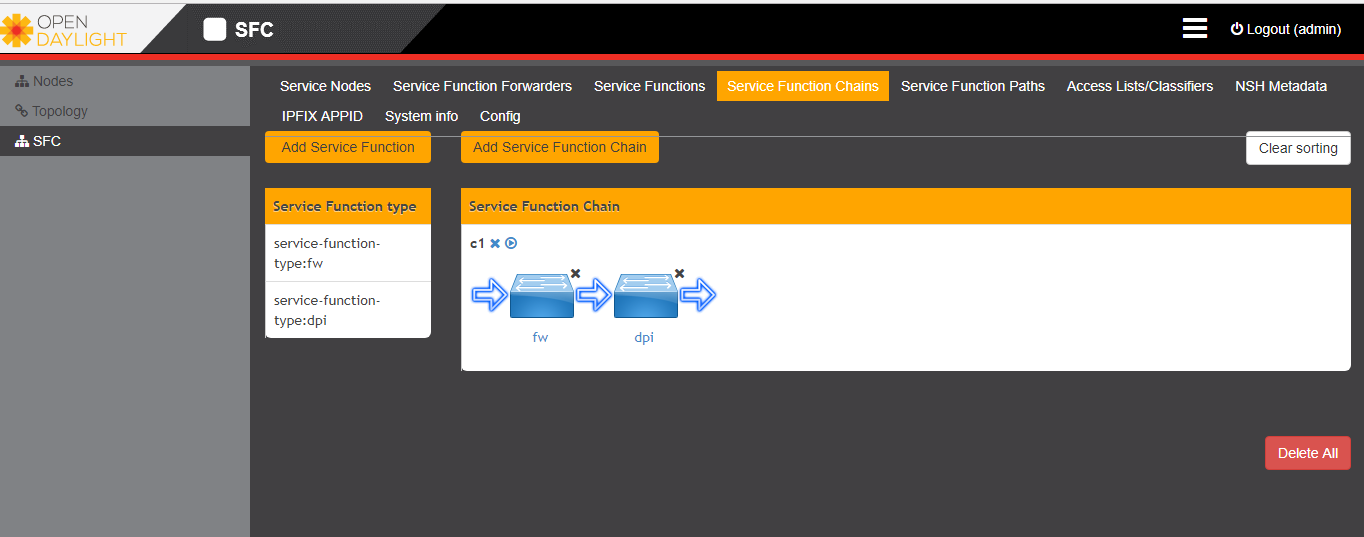 OPEN
DAYLIGHT
SFC
Logout (admin)
Nodes
Topology
SFC
Service Nodes Service Function Forwarders Service Functions Service Function Chains Service Function Paths Access Lists/Classifiers NSH Metadata
IPFIX APPID System info Config
Add Service Function Add Service Function Chain Clear sorting
Service Function type
service-function-
type:fw
service-function-
type:dpi
Service Function Chain
c1
fw dpi
Delete All